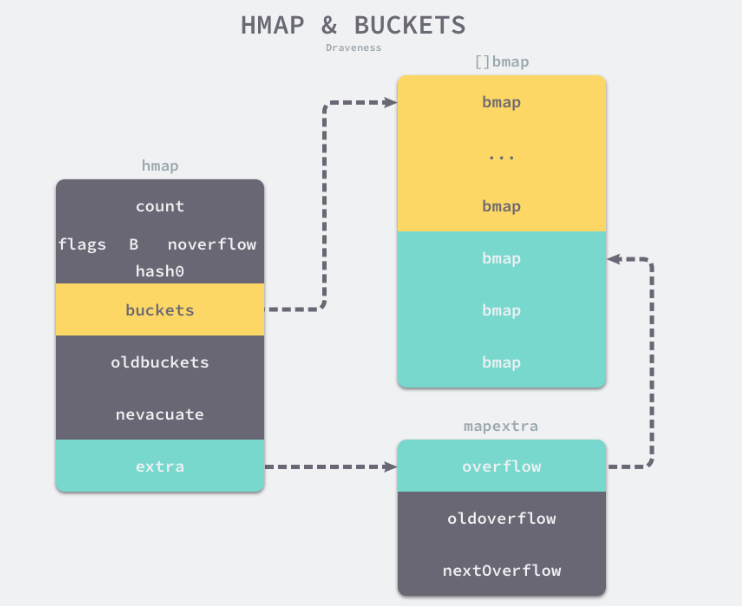 HMAP & BUCKETS
Draveness
hmap
count
flags B noverflow
hash0
buckets
oldbuckets
nevacuate
extra
[]bmap
bmap
...
bmap
bmap
bmap
bmap
mapextra
overflow
oldoverflow
nextOverflow